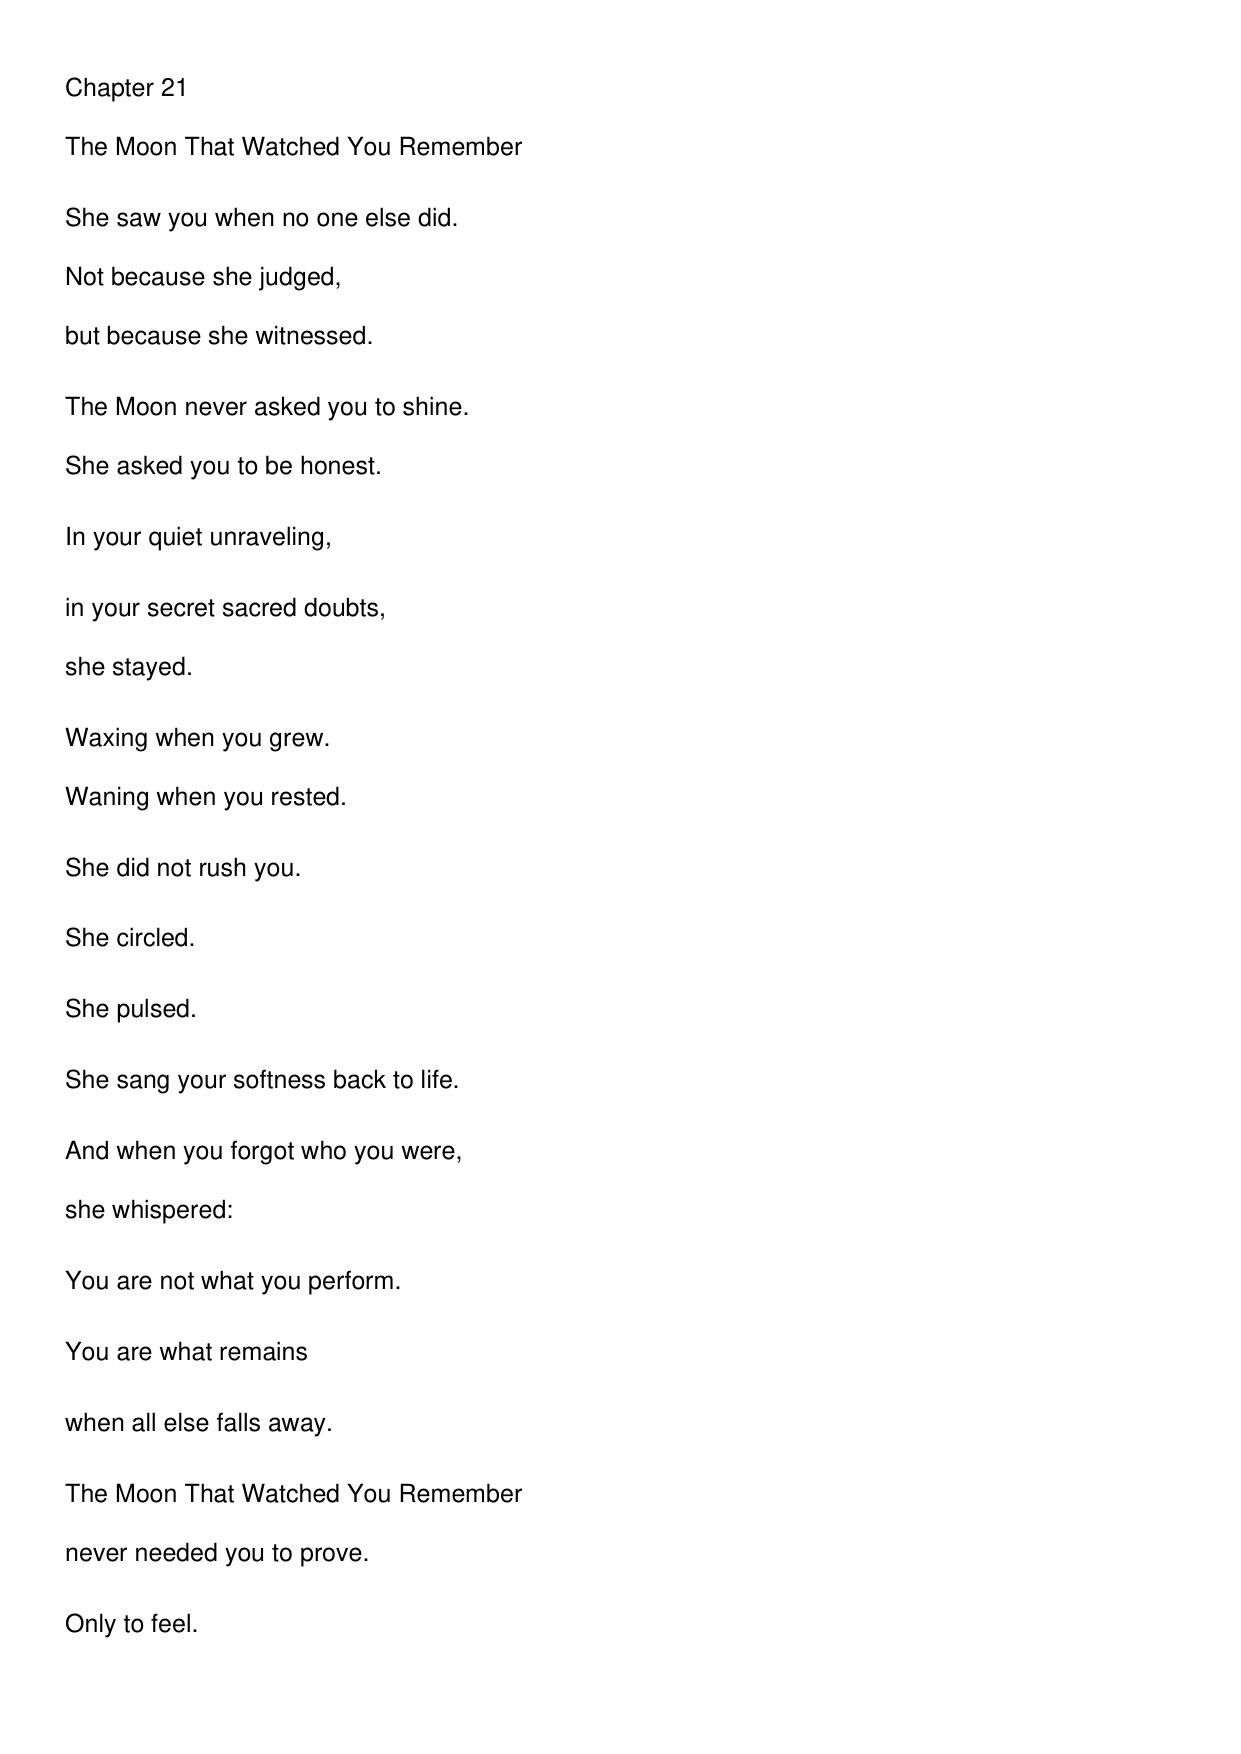 Chapter 21
The Moon That Watched You Remember
She saw you when no one else did.
Not because she judged,
but because she witnessed.
The Moon never asked you to shine.
She asked you to be honest.
In your quiet unraveling,
in your secret sacred doubts,
she stayed.
Waxing when you grew.
Waning when you rested.
She did not rush you.
She circled.
She pulsed.
She sang your softness back to life.
And when you forgot who you were,
she whispered:
You are not what you perform.
You are what remains
when all else falls away.
The Moon That Watched You Remember
never needed you to prove.
Only to feel.